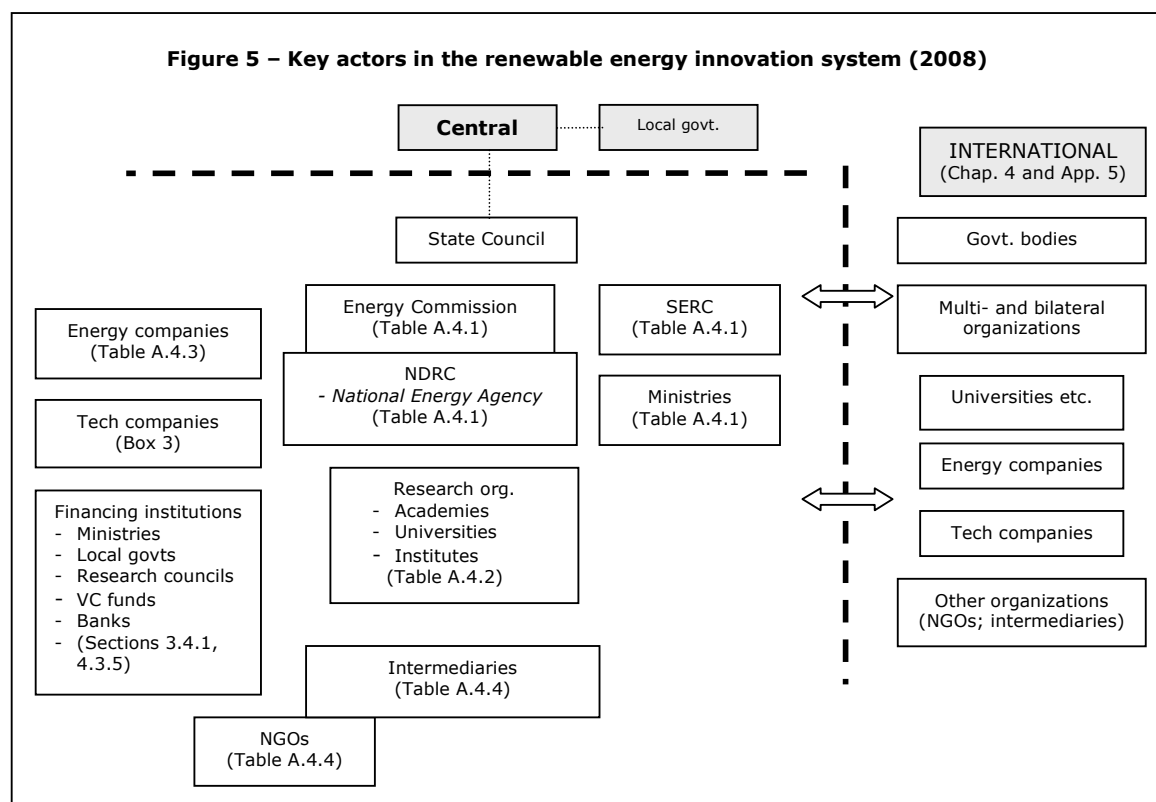 Figure 5 – Key actors in the renewable energy innovation system (2008)
Central
Local govt.
INTERNATIONAL
(Chap. 4 and App. 5)
State Council
Govt. bodies
Energy Commission
(Table A.4.1)
SERC
(Table A.4.1)
Multi- and bilateral
organizations
Energy companies
(Table A.4.3)
NDRC
- National Energy Agency
(Table A.4.1)
Ministries
(Table A.4.1)
Universities etc.
Tech companies
(Box 3)
Energy companies
Research org.
- Academies
- Universities
- Institutes
(Table A.4.2)
Tech companies
Financing institutions
- Ministries
- Local govts
- Research councils
- VC funds
- Banks
- (Sections 3.4.1,
4.3.5)
Other organizations
(NGOs; intermediaries)
Intermediaries
(Table A.4.4)
NGOs
(Table A.4.4)